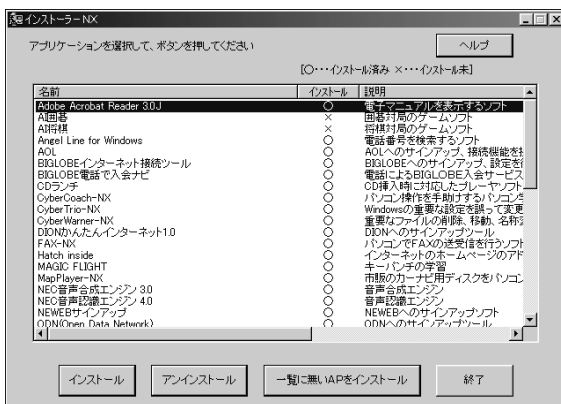 インストーラーNX
アプリケーションを選択して、ボタンを押してください
ヘルプ
[○・・・インストール済み ×・・・インストール未]
名前 インストール 説明
Adobe Acrobat Reader 3.0J ○ 電子マニュアルを表示するソフト
AI囲碁 × 囲碁対局のゲームソフト
AI将棋 × 将棋対局のゲームソフト
Angel Line for Windows ○ 電話番号を検索するソフト
AOL ○ AOLへのサインアップ、接続機能を
BIGLOBEインターネット接続ツール ○ BIGLOBEへのサインアップ、設定を
BIGLOBE電話で入会ナビ ○ 電話によるBIGLOBE入会サービス
CDランチ ○ CD挿入時に対応したプレーヤソフト
CyberCoach-NX ○ パソコン操作を手助けするパソコン
CyberTrio-NX ○ Windowsの重要な設定を誤って変更
CyberWarner-NX ○ 重要なファイルの削除、移動、名称
DIONかんたんインターネット1.0 ○ DIONへのサインアップツール
FAX-NX ○ パソコンでFAXの送受信を行うソフ
Hatch inside ○ インターネットのホームページのアド
MAGIC FLIGHT ○ キーパンチの学習
MapPlayer-NX ○ 市販のカーナビ用ディスクをパソコン
NEC音声合成エンジン 3.0 ○ 音声合成エンジン
NEC音声認識エンジン 4.0 ○ 音声認識エンジン
NEWEBサインアップ ○ NEWEBへのサインアップソフト
ODN(Open Data Network) ○ ODNへのサインアップツール
インストール アンインストール 一覧に無いAPをインストール 終了